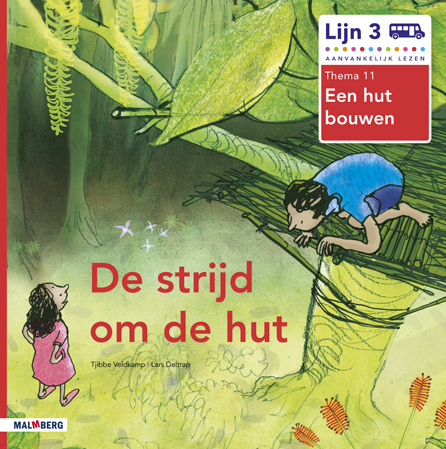 Lijn 3
AANVANKELIJK LEZEN
Thema 11
Een hut
bouwen
De strijd
om de hut
Tjibbe Veldkamp | Lars Deltrap
MALMBERG